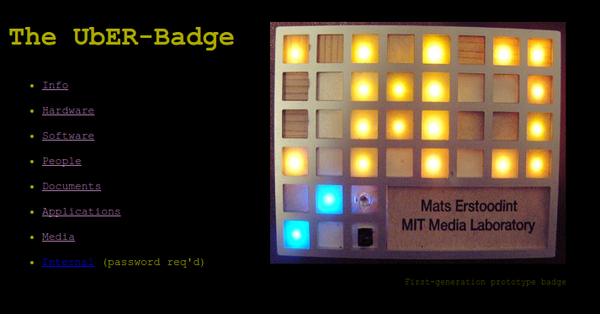 The UbER-Badge
Info
Hardware
Software
People
Documents
Applications
Media
Internal (password req'd)
Mats Erstoodint
MIT Media Laboratory
First-generation prototype badge